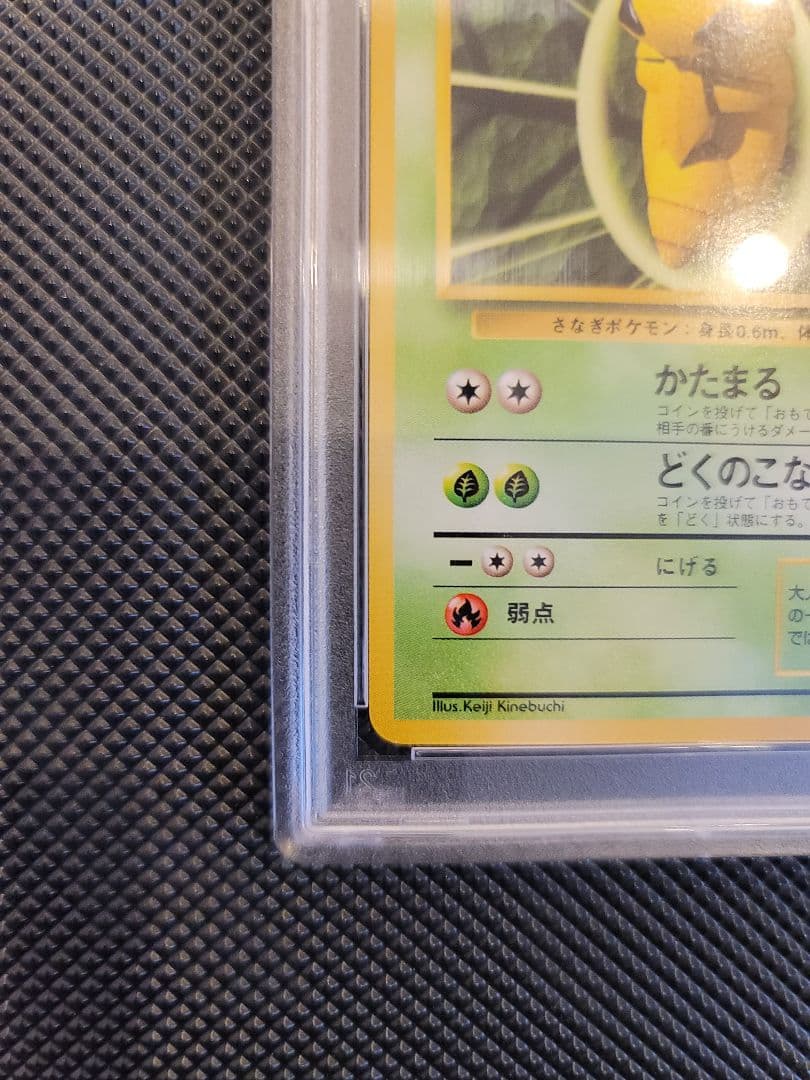 さなぎポケモン：身長0.6m、体
かたまる
コインを投げて「おもて
相手の番にうけるダメー
どくのこな
コインを投げて「おもて
を「どく」状態にする。
にげる
弱点
Illus.Keiji Kinebuchi